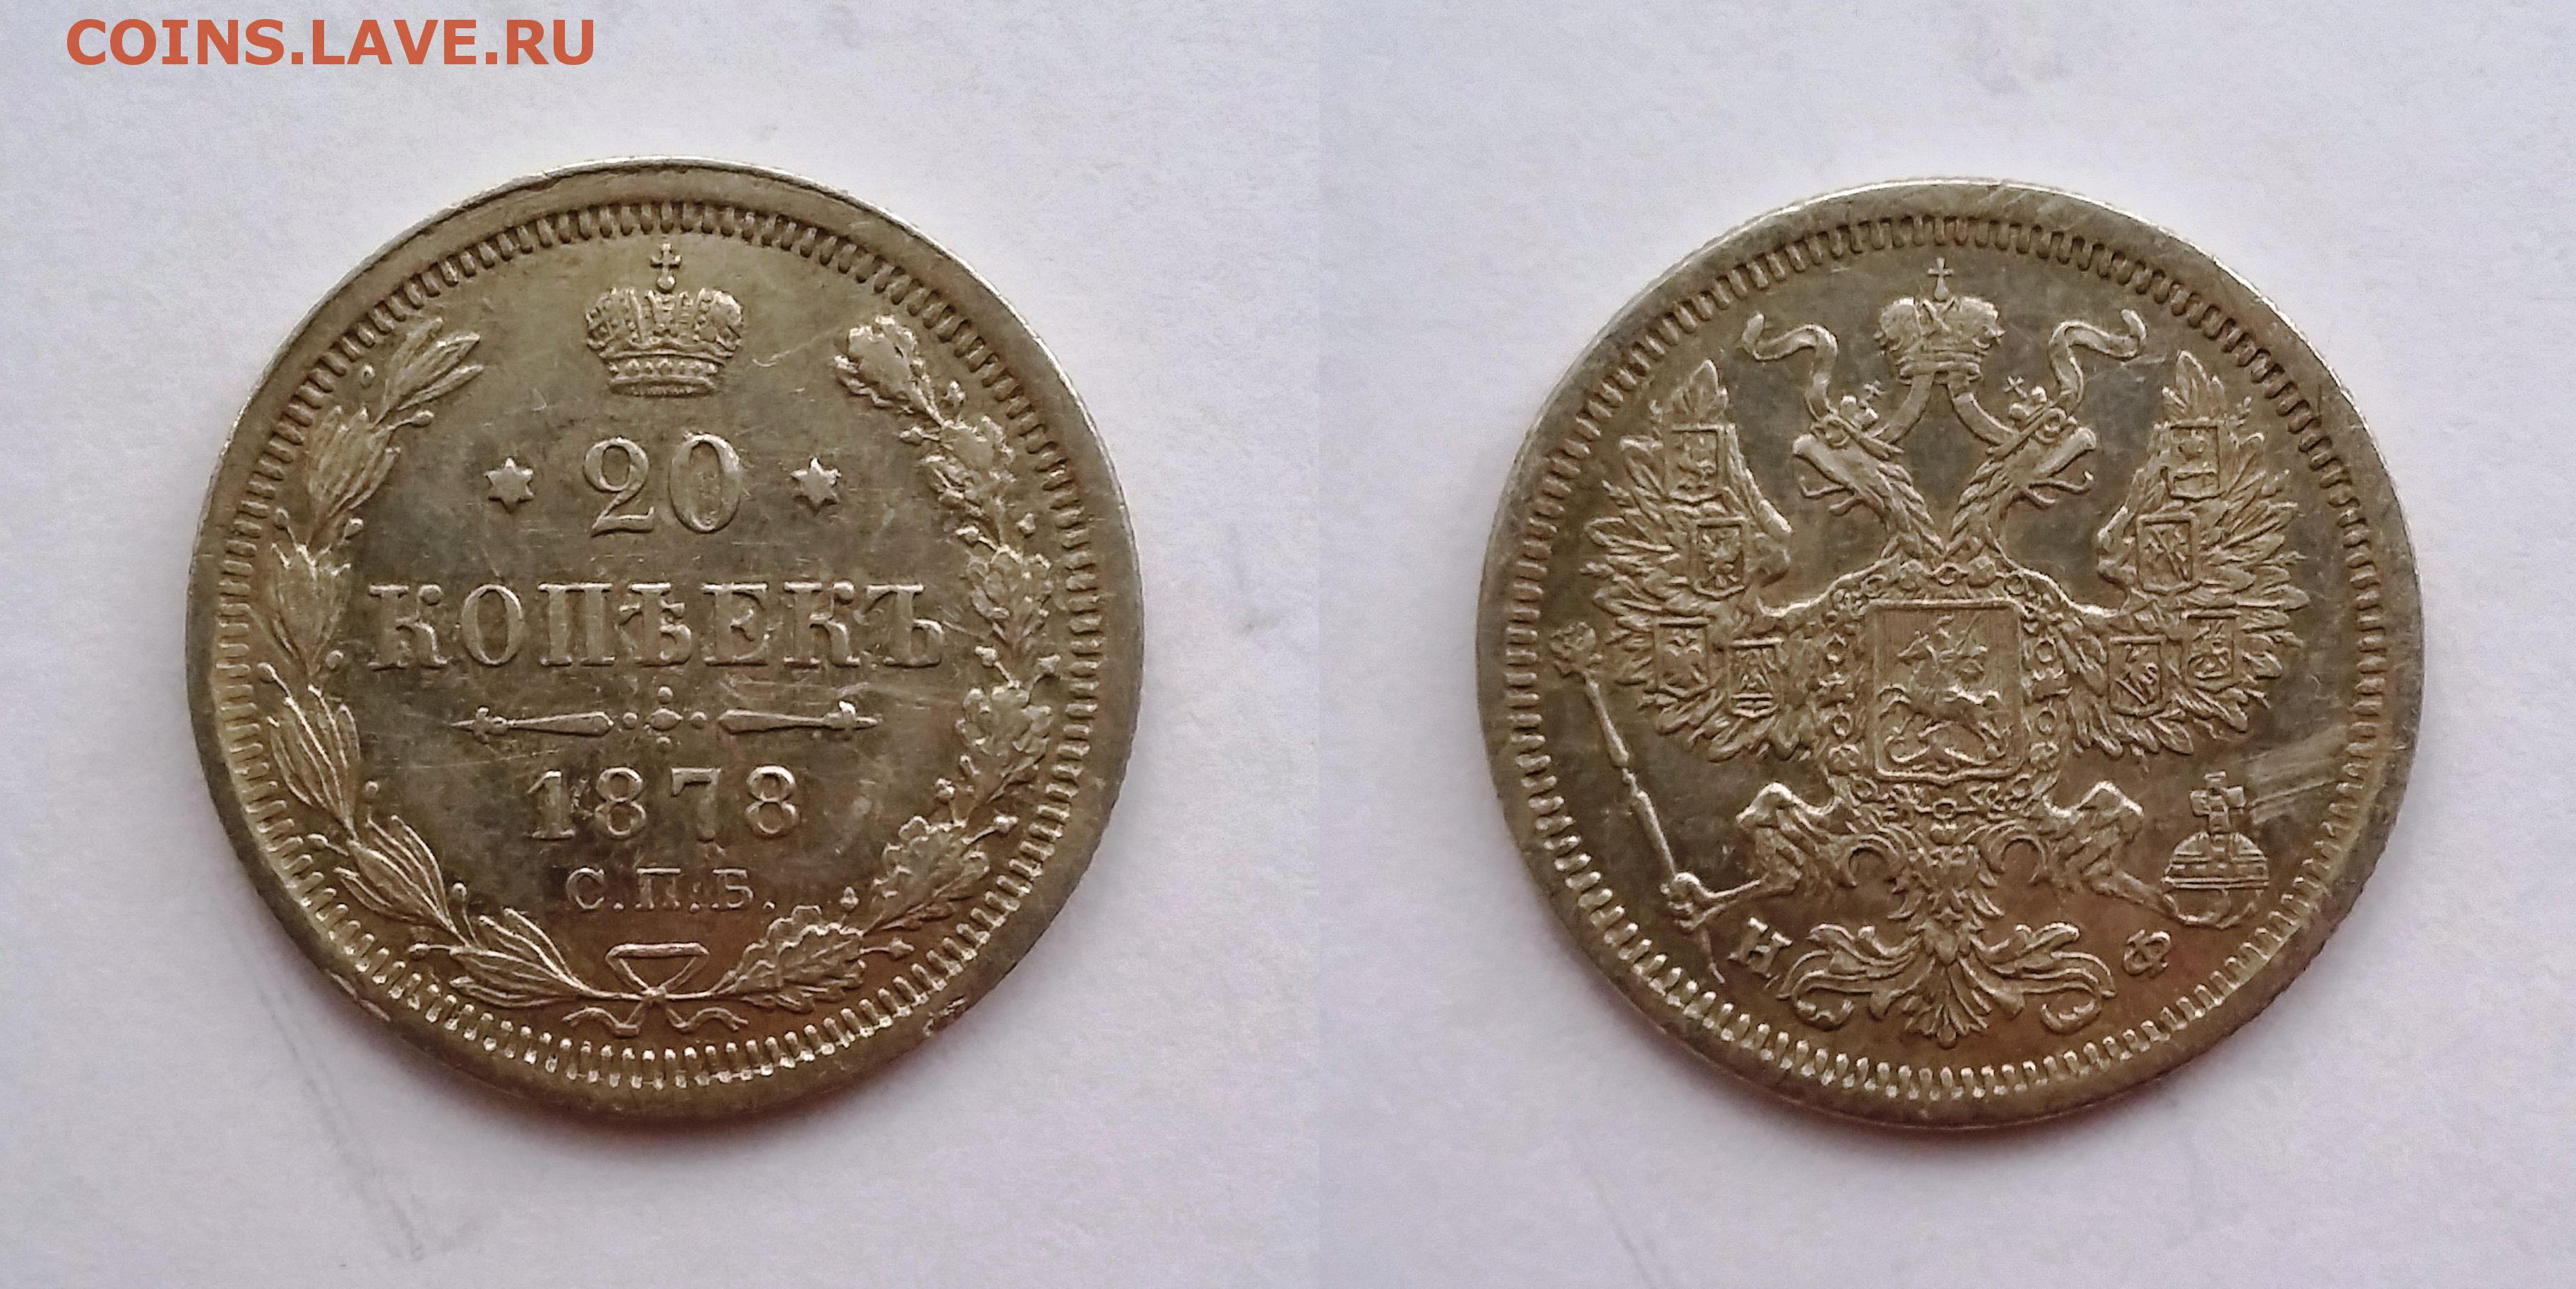 COINS.LAVE.RU
20
КОПѢЕКЪ
1878
С.П.Б.
Н Ф